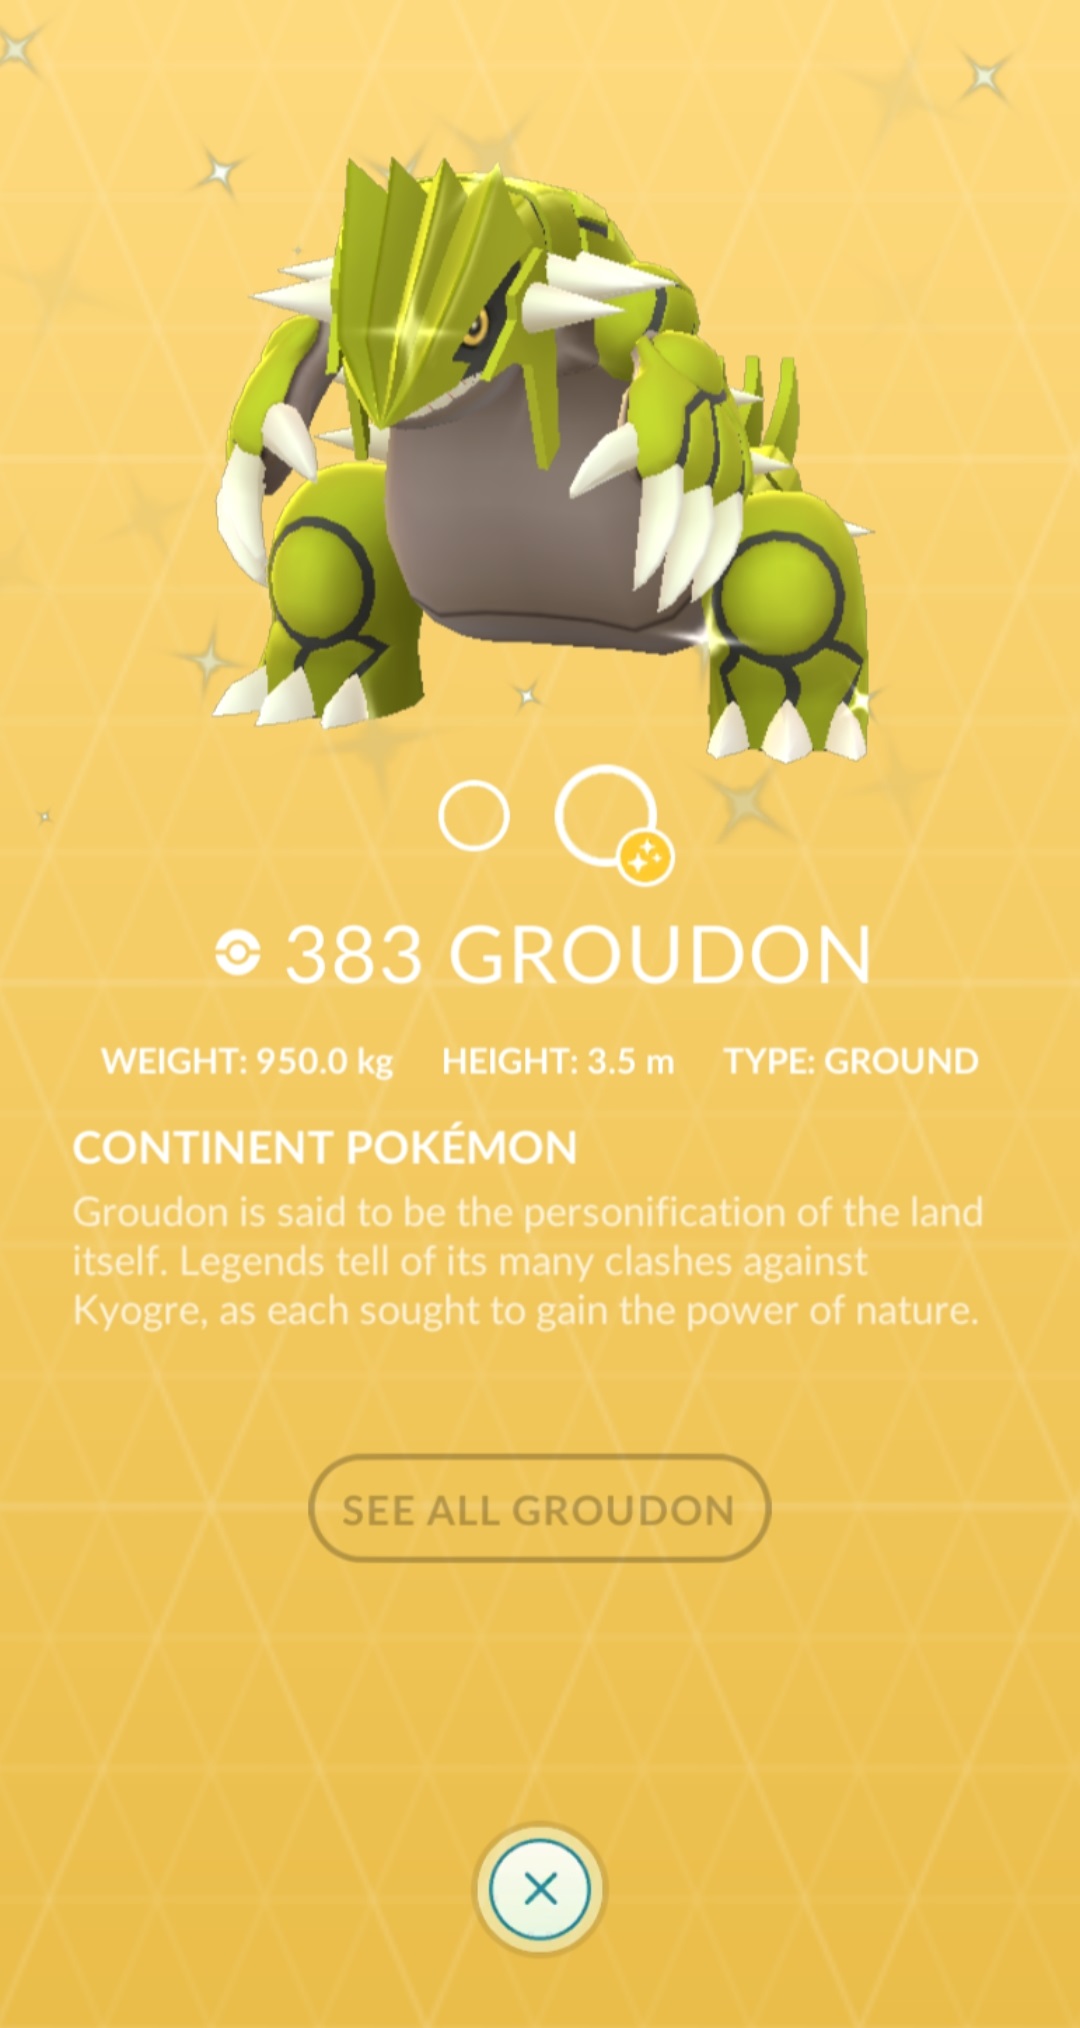 383 GROUDON
WEIGHT: 950.0 kg HEIGHT: 3.5 m TYPE: GROUND
CONTINENT POKÉMON
Groudon is said to be the personification of the land
itself. Legends tell of its many clashes against
Kyogre, as each sought to gain the power of nature.
SEE ALL GROUDON